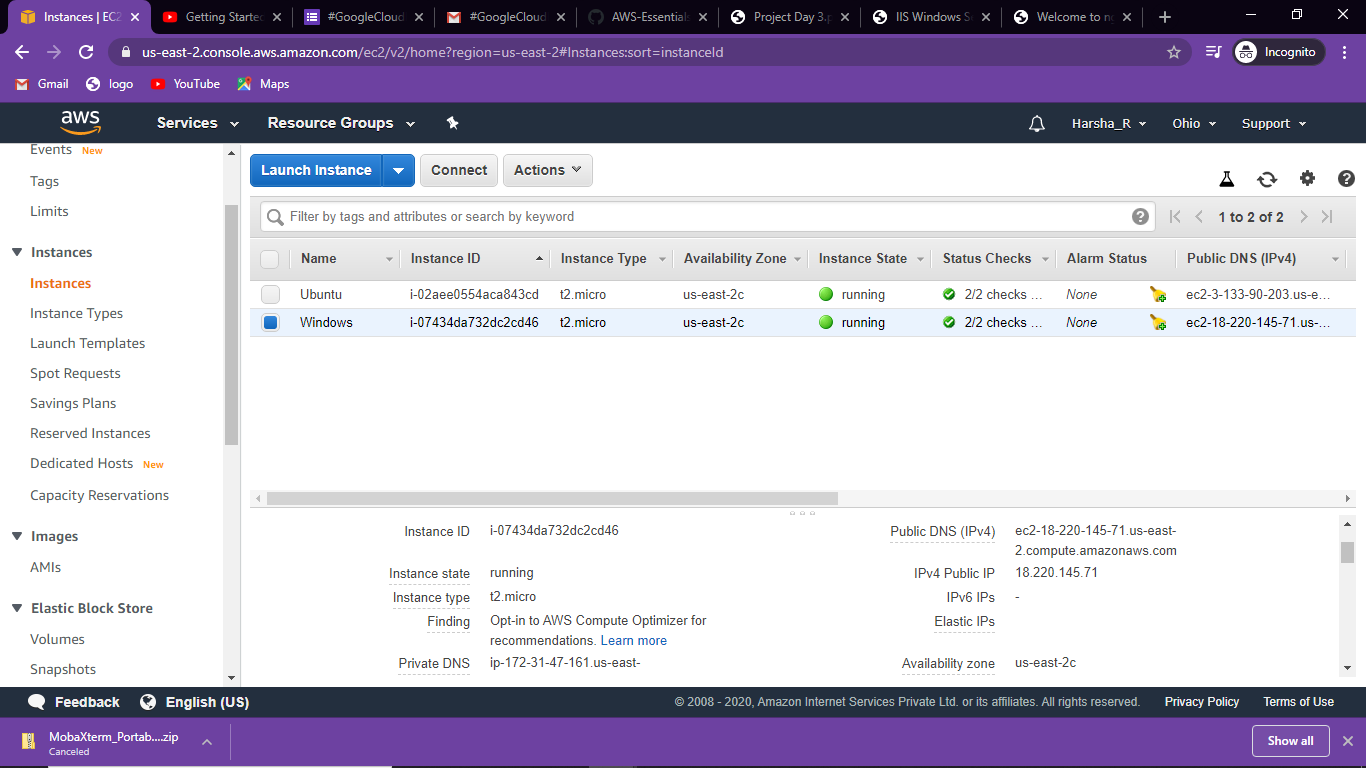 Instances | EC2
Getting Starte
#GoogleCloud
#GoogleCloud
AWS-Essential
Project Day 3.p
IIS Windows S
Welcome to n
us-east-2.console.aws.amazon.com/ec2/v2/home?region=us-east-2#Instances:sort=instanceId
Incognito
Gmail
logo
YouTube
Maps
aws
Services
Resource Groups
Harsha_R
Ohio
Support
Events New
Tags
Limits
Instances
Instances
Instance Types
Launch Templates
Spot Requests
Savings Plans
Reserved Instances
Dedicated Hosts New
Capacity Reservations
Images
AMIs
Elastic Block Store
Volumes
Snapshots
Launch Instance
Connect
Actions
Filter by tags and attributes or search by keyword
1 to 2 of 2
Name Instance ID Instance Type Availability Zone Instance State Status Checks Alarm Status Public DNS (IPv4)
Ubuntu i-02aee0554aca843cd t2.micro us-east-2c running 2/2 checks ... None ec2-3-133-90-203.us-e...
Windows i-07434da732dc2cd46 t2.micro us-east-2c running 2/2 checks ... None ec2-18-220-145-71.us-...
Instance ID i-07434da732dc2cd46
Instance state running
Instance type t2.micro
Finding Opt-in to AWS Compute Optimizer for
recommendations. Learn more
Private DNS ip-172-31-47-161.us-east-
Public DNS (IPv4) ec2-18-220-145-71.us-east-
2.compute.amazonaws.com
IPv4 Public IP 18.220.145.71
IPv6 IPs -
Elastic IPs
Availability zone us-east-2c
Feedback
English (US)
© 2008 - 2020, Amazon Internet Services Private Ltd. or its affiliates. All rights reserved.
Privacy Policy
Terms of Use
MobaXterm_Portab....zip
Canceled
Show all